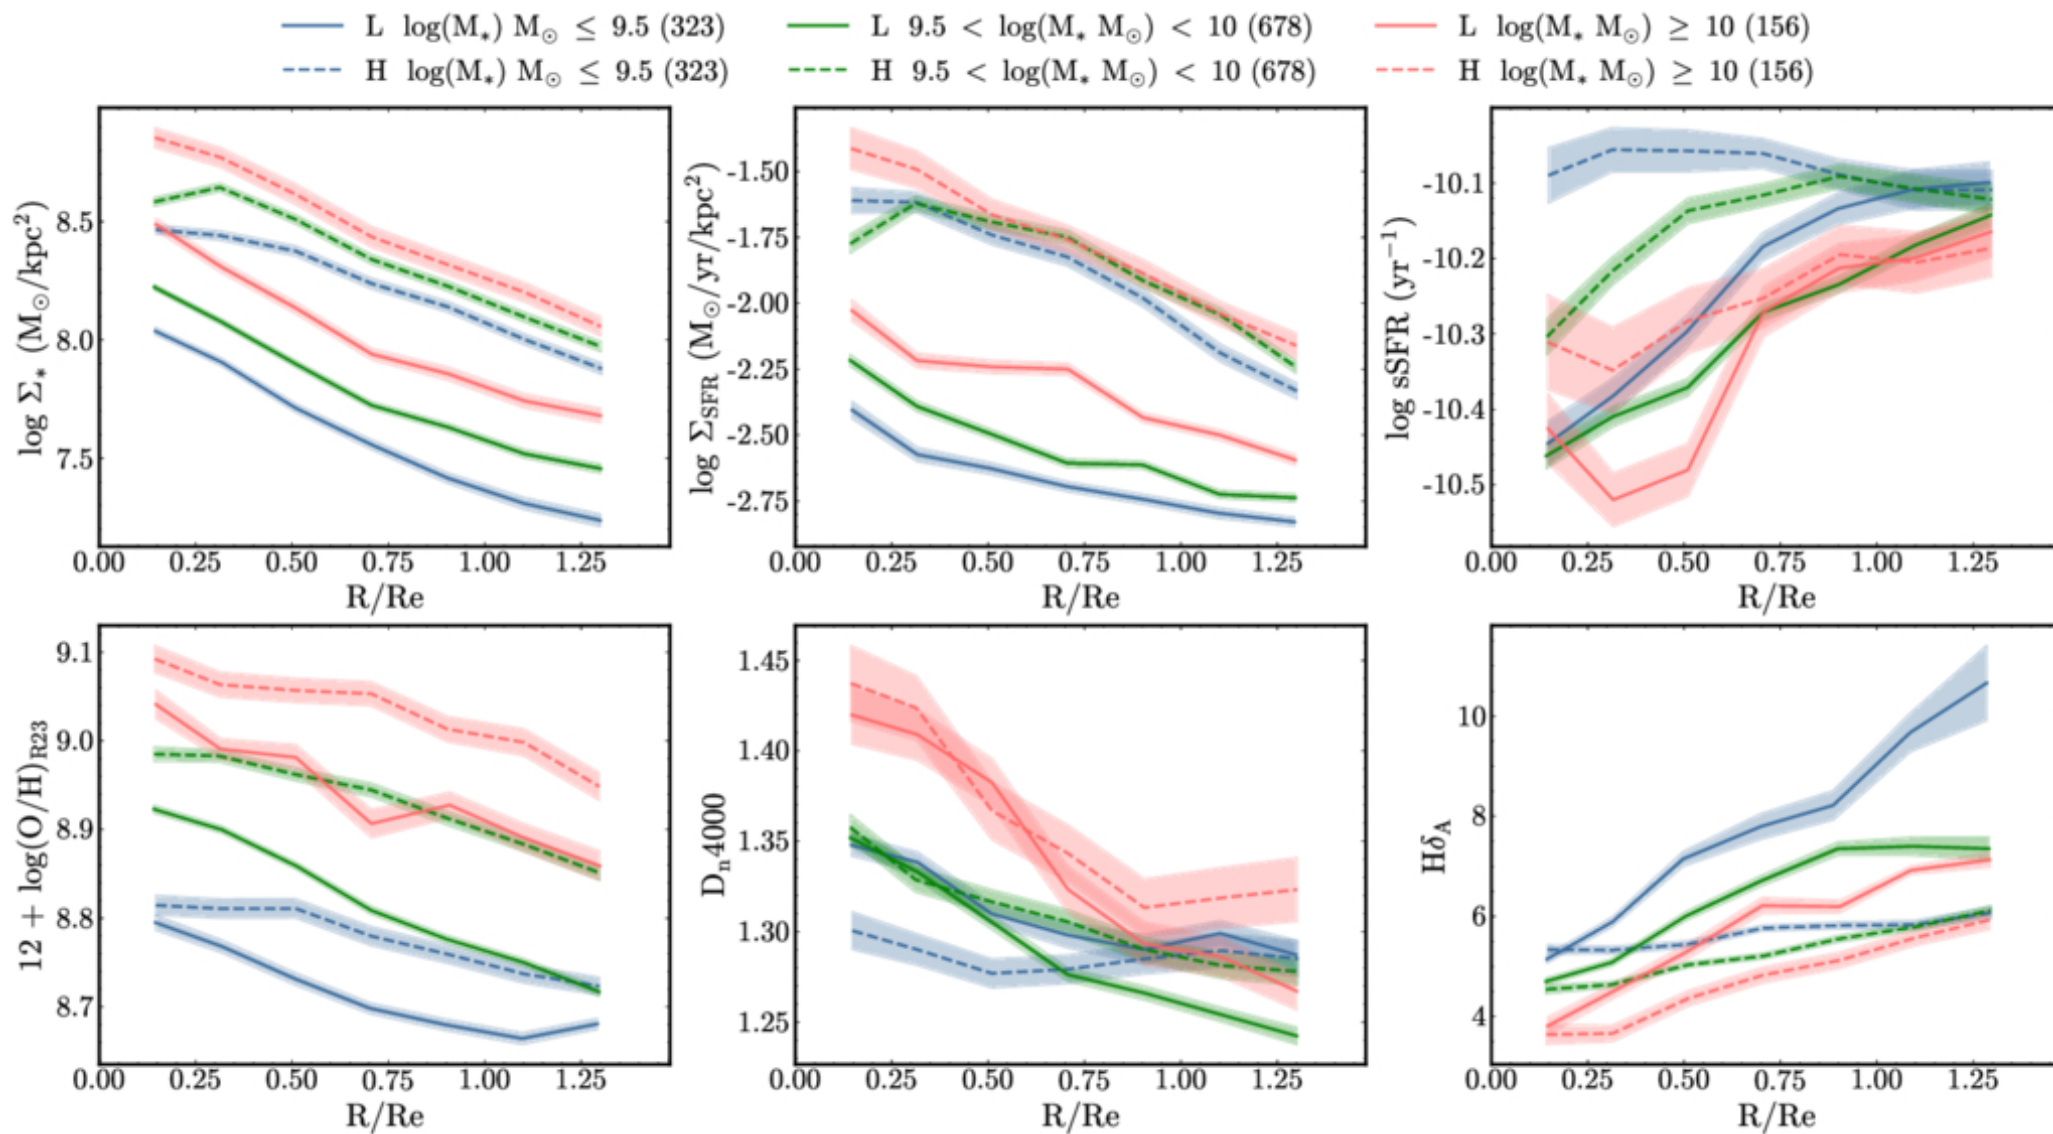 L log(M*) M⊙ ≤ 9.5 (323)
L 9.5 < log(M* M⊙) < 10 (678)
L log(M* M⊙) ≥ 10 (156)
H log(M*) M⊙ ≤ 9.5 (323)
H 9.5 < log(M* M⊙) < 10 (678)
H log(M* M⊙) ≥ 10 (156)
log Σ* (M⊙/kpc²)
8.5
8.0
7.5
0.00 0.25 0.50 0.75 1.00 1.25
R/Re
log ΣSFR (M⊙/yr/kpc²)
-1.50
-1.75
-2.00
-2.25
-2.50
-2.75
0.00 0.25 0.50 0.75 1.00 1.25
R/Re
log sSFR (yr⁻¹)
-10.1
-10.2
-10.3
-10.4
-10.5
0.00 0.25 0.50 0.75 1.00 1.25
R/Re
12 + log(O/H)R23
9.1
9.0
8.9
8.8
8.7
0.00 0.25 0.50 0.75 1.00 1.25
R/Re
Dn4000
1.45
1.40
1.35
1.30
1.25
0.00 0.25 0.50 0.75 1.00 1.25
R/Re
HδA
10
8
6
4
0.00 0.25 0.50 0.75 1.00 1.25
R/Re